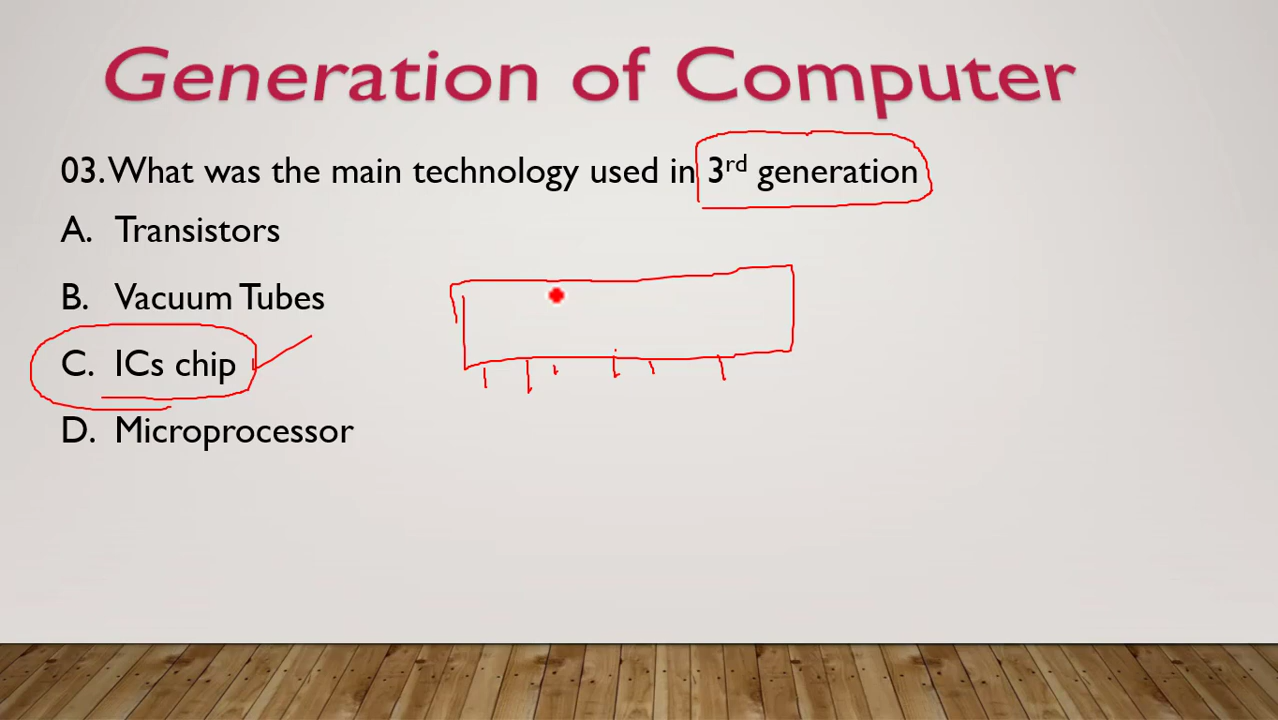 Generation of Computer
03. What was the main technology used in 3rd generation
A. Transistors
B. Vacuum Tubes
C. ICs chip
D. Microprocessor